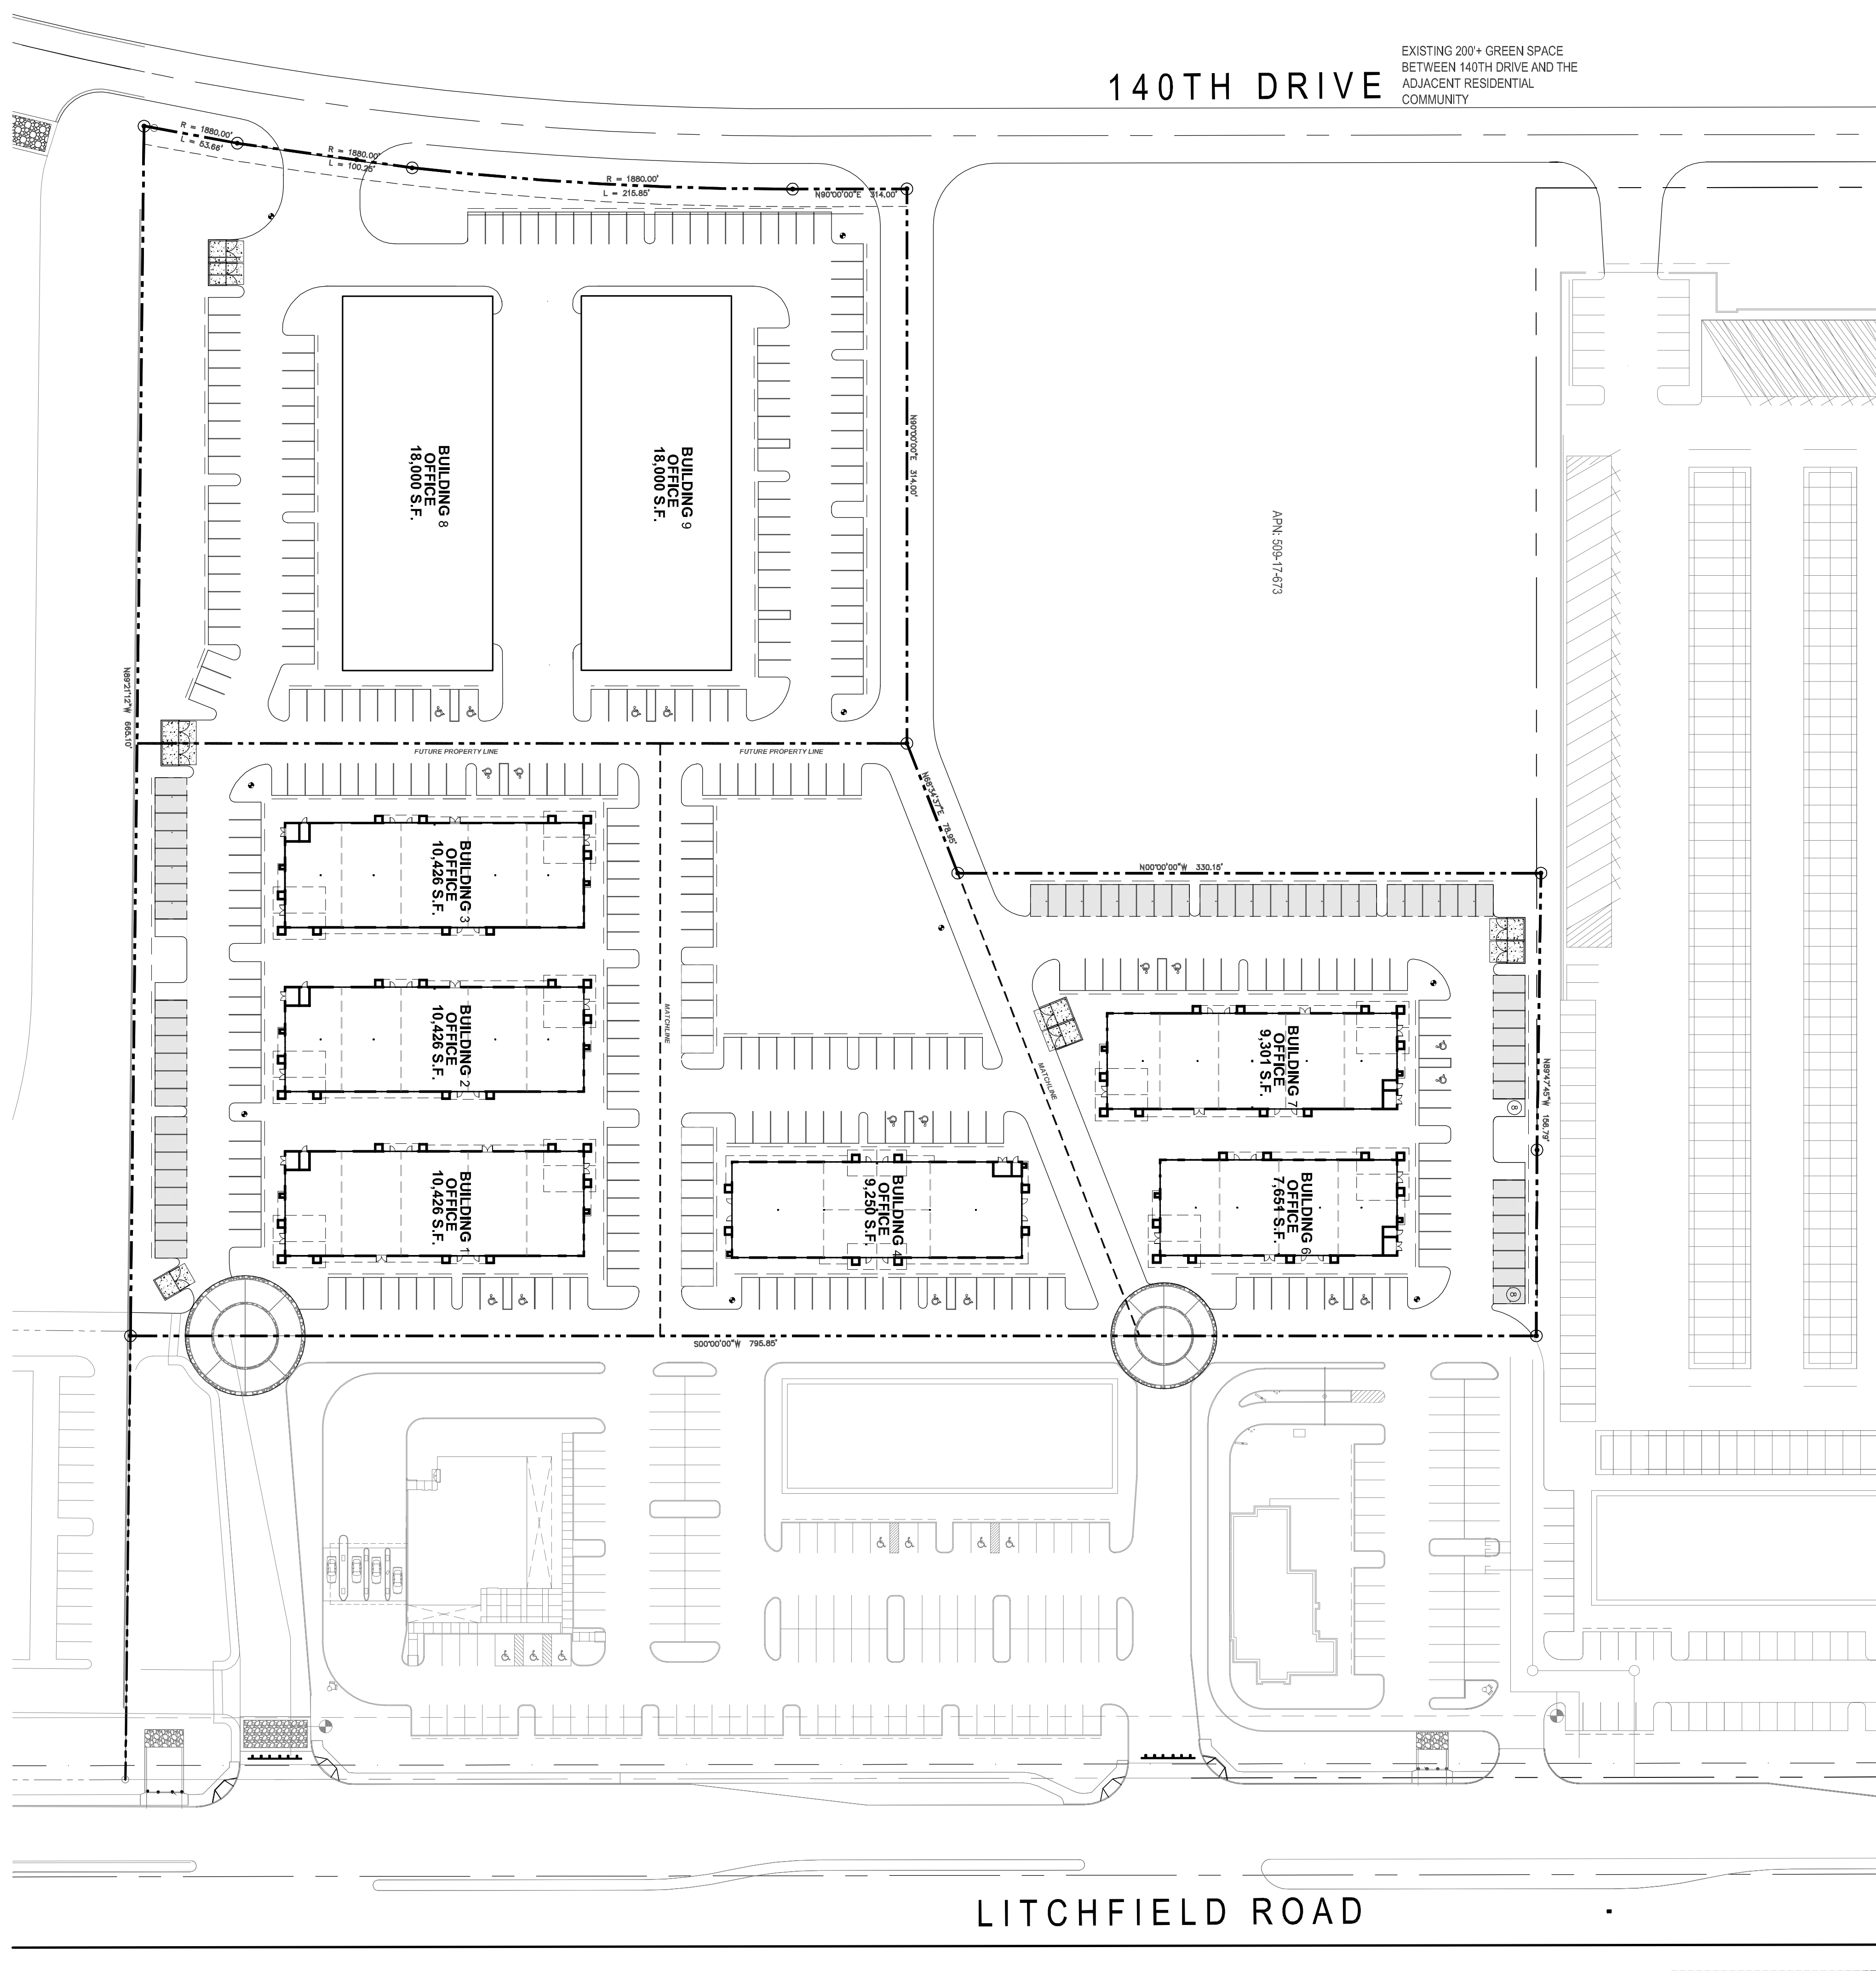 140TH DRIVE
EXISTING 200'+ GREEN SPACE
BETWEEN 140TH DRIVE AND THE
ADJACENT RESIDENTIAL
COMMUNITY
R = 1880.00'
L = 53.66'
R = 1880.00'
L = 100.25'
R = 1880.00'
L = 215.85'
N90°00'00"E 314.00'
N90°00'00"E 314.00'
BUILDING 8
OFFICE
18,000 S.F.
BUILDING 9
OFFICE
18,000 S.F.
APN: 509-17-673
N89°21'12"W 665.10'
FUTURE PROPERTY LINE
FUTURE PROPERTY LINE
N68°34'37"E 78.95'
N00°00'00"W 330.15'
BUILDING 3
OFFICE
10,426 S.F.
BUILDING 2
OFFICE
10,426 S.F.
MATCHLINE
MATCHLINE
BUILDING 7
OFFICE
9,301 S.F.
N89°47'45"W 156.79'
8
BUILDING 1
OFFICE
10,426 S.F.
BUILDING 4
OFFICE
9,250 S.F.
BUILDING 6
OFFICE
7,651 S.F.
8
S00°00'00"W 795.85'
LITCHFIELD ROAD